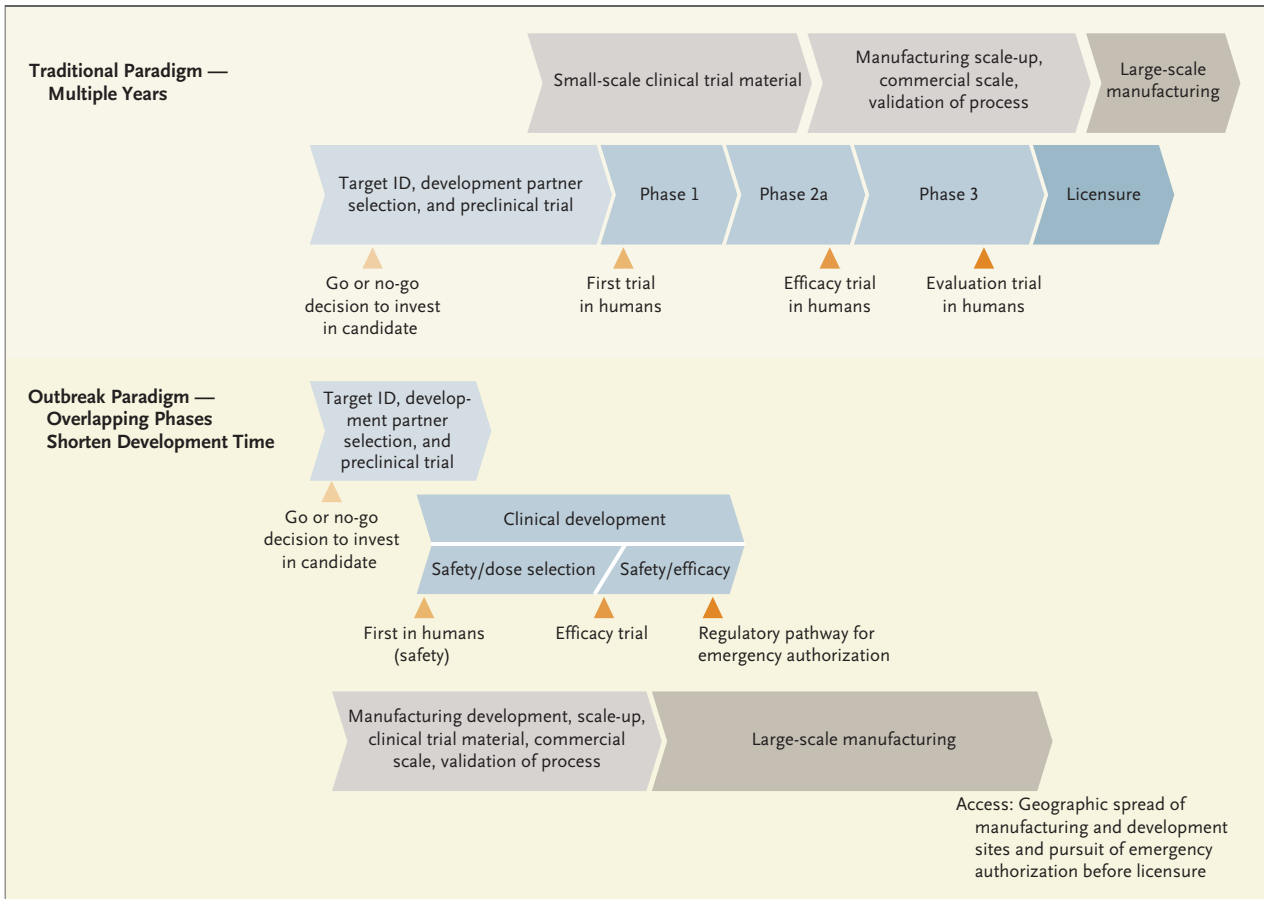 Traditional Paradigm —
Multiple Years
Small-scale clinical trial material
Manufacturing scale-up,
commercial scale,
validation of process
Large-scale
manufacturing
Target ID, development partner
selection, and preclinical trial
Phase 1
Phase 2a
Phase 3
Licensure
Go or no-go
decision to invest
in candidate
First trial
in humans
Efficacy trial
in humans
Evaluation trial
in humans
Outbreak Paradigm —
Overlapping Phases
Shorten Development Time
Target ID, develop-
ment partner
selection, and
preclinical trial
Go or no-go
decision to invest
in candidate
Clinical development
Safety/dose selection
Safety/efficacy
First in humans
(safety)
Efficacy trial
Regulatory pathway for
emergency authorization
Manufacturing development, scale-up,
clinical trial material, commercial
scale, validation of process
Large-scale manufacturing
Access: Geographic spread of
manufacturing and development
sites and pursuit of emergency
authorization before licensure